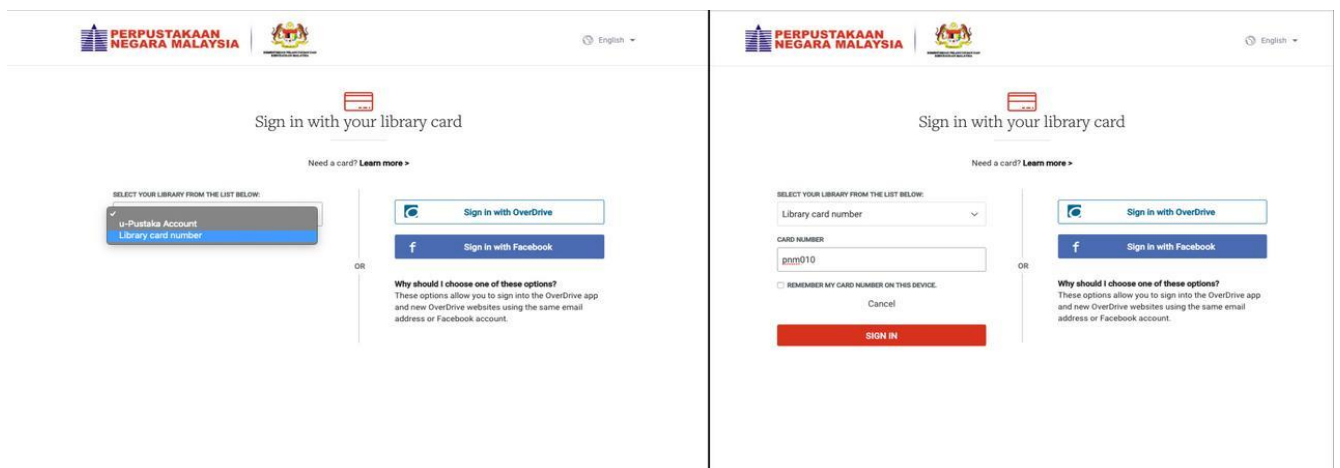 PERPUSTAKAAN
NEGARA MALAYSIA
English
Sign in with your library card
Need a card? Learn more >
SELECT YOUR LIBRARY FROM THE LIST BELOW:
u-Pustaka Account
Library card number
OR
Sign in with OverDrive
f Sign in with Facebook
Why should I choose one of these options?
These options allow you to sign into the OverDrive app
and new OverDrive websites using the same email
address or Facebook account.
PERPUSTAKAAN
NEGARA MALAYSIA
English
Sign in with your library card
Need a card? Learn more >
SELECT YOUR LIBRARY FROM THE LIST BELOW:
Library card number
CARD NUMBER
pnm010
REMEMBER MY CARD NUMBER ON THIS DEVICE.
Cancel
SIGN IN
OR
Sign in with OverDrive
f Sign in with Facebook
Why should I choose one of these options?
These options allow you to sign into the OverDrive app
and new OverDrive websites using the same email
address or Facebook account.